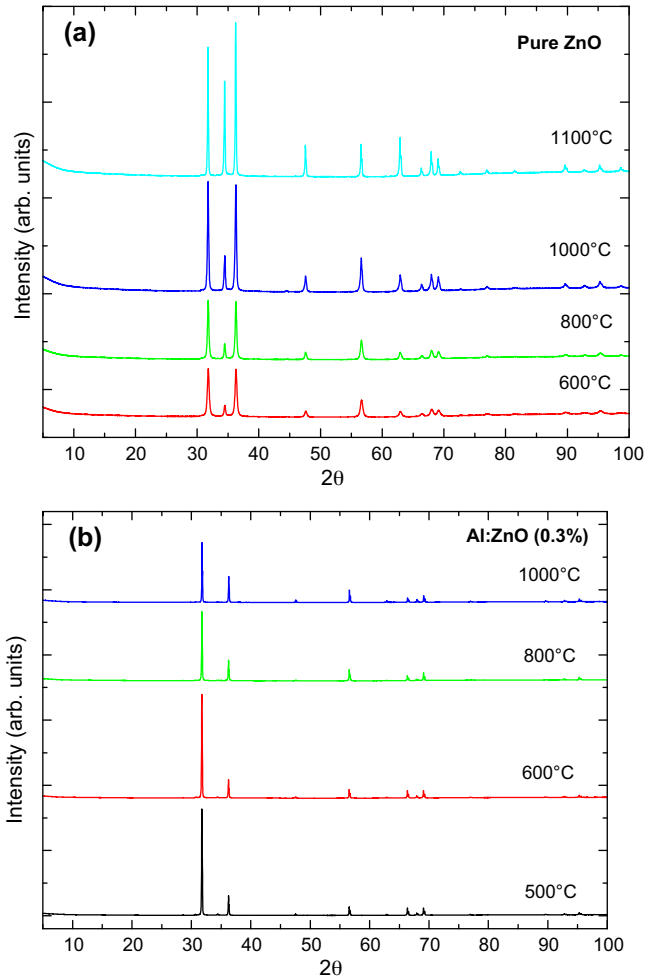 (a)
Pure ZnO
1100°C
1000°C
800°C
600°C
Intensity (arb. units)
10 20 30 40 50 60 70 80 90 100
2θ
(b)
Al:ZnO (0.3%)
1000°C
800°C
600°C
500°C
Intensity (arb. units)
10 20 30 40 50 60 70 80 90 100
2θ